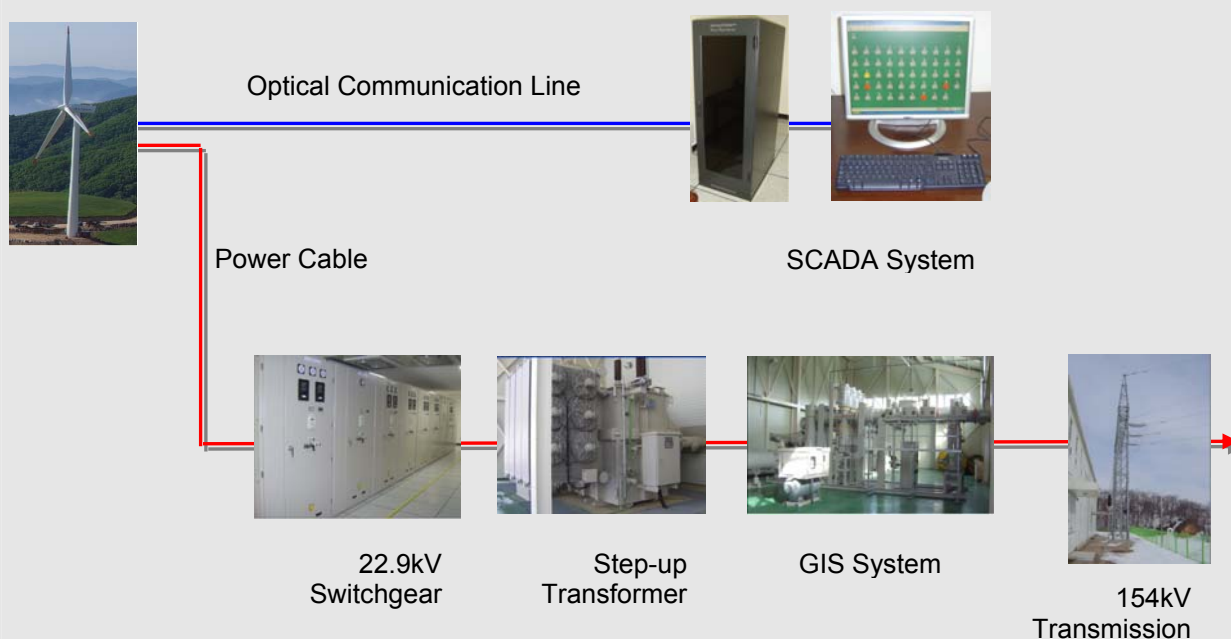 Optical Communication Line
Power Cable
SCADA System
22.9kV
Switchgear
Step-up
Transformer
GIS System
154kV
Transmission